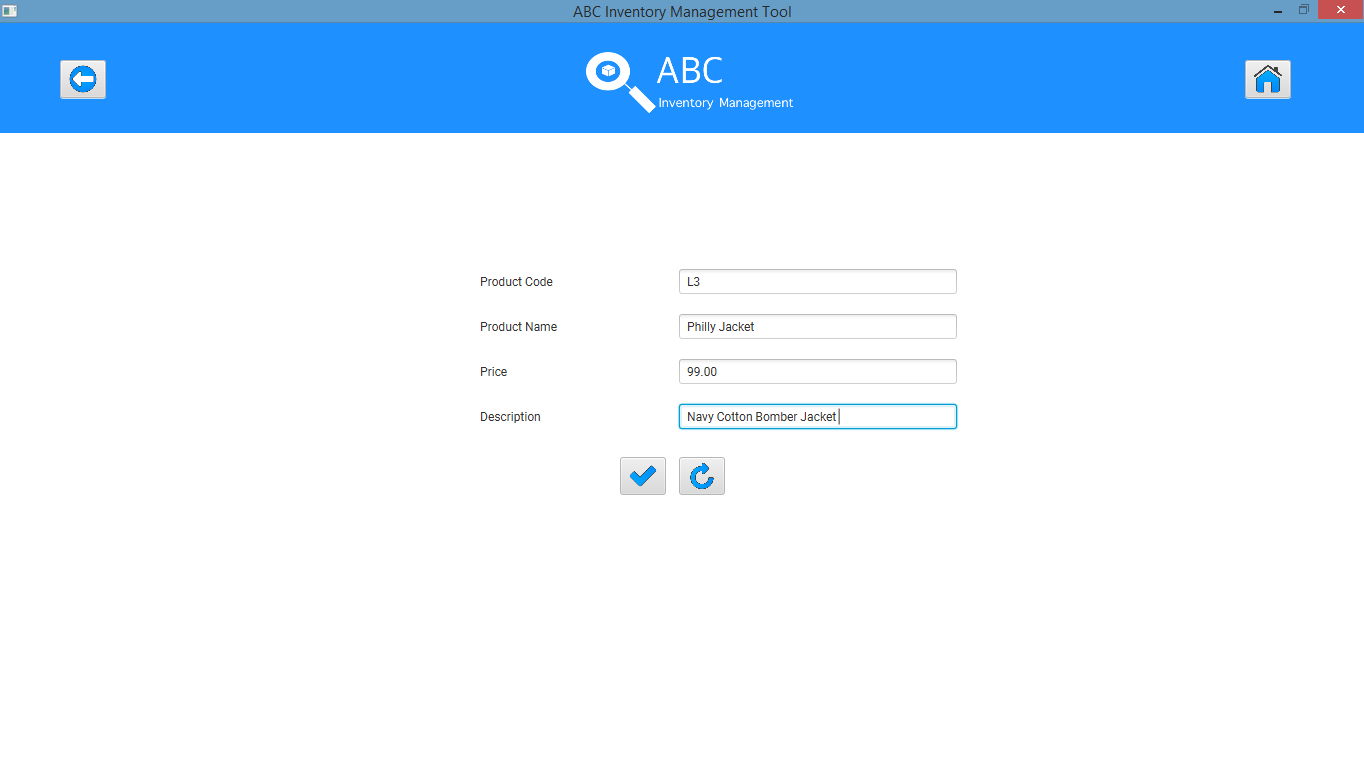 ABC Inventory Management Tool
ABC
Inventory Management
Product Code L3
Product Name Philly Jacket
Price 99.00
Description Navy Cotton Bomber Jacket